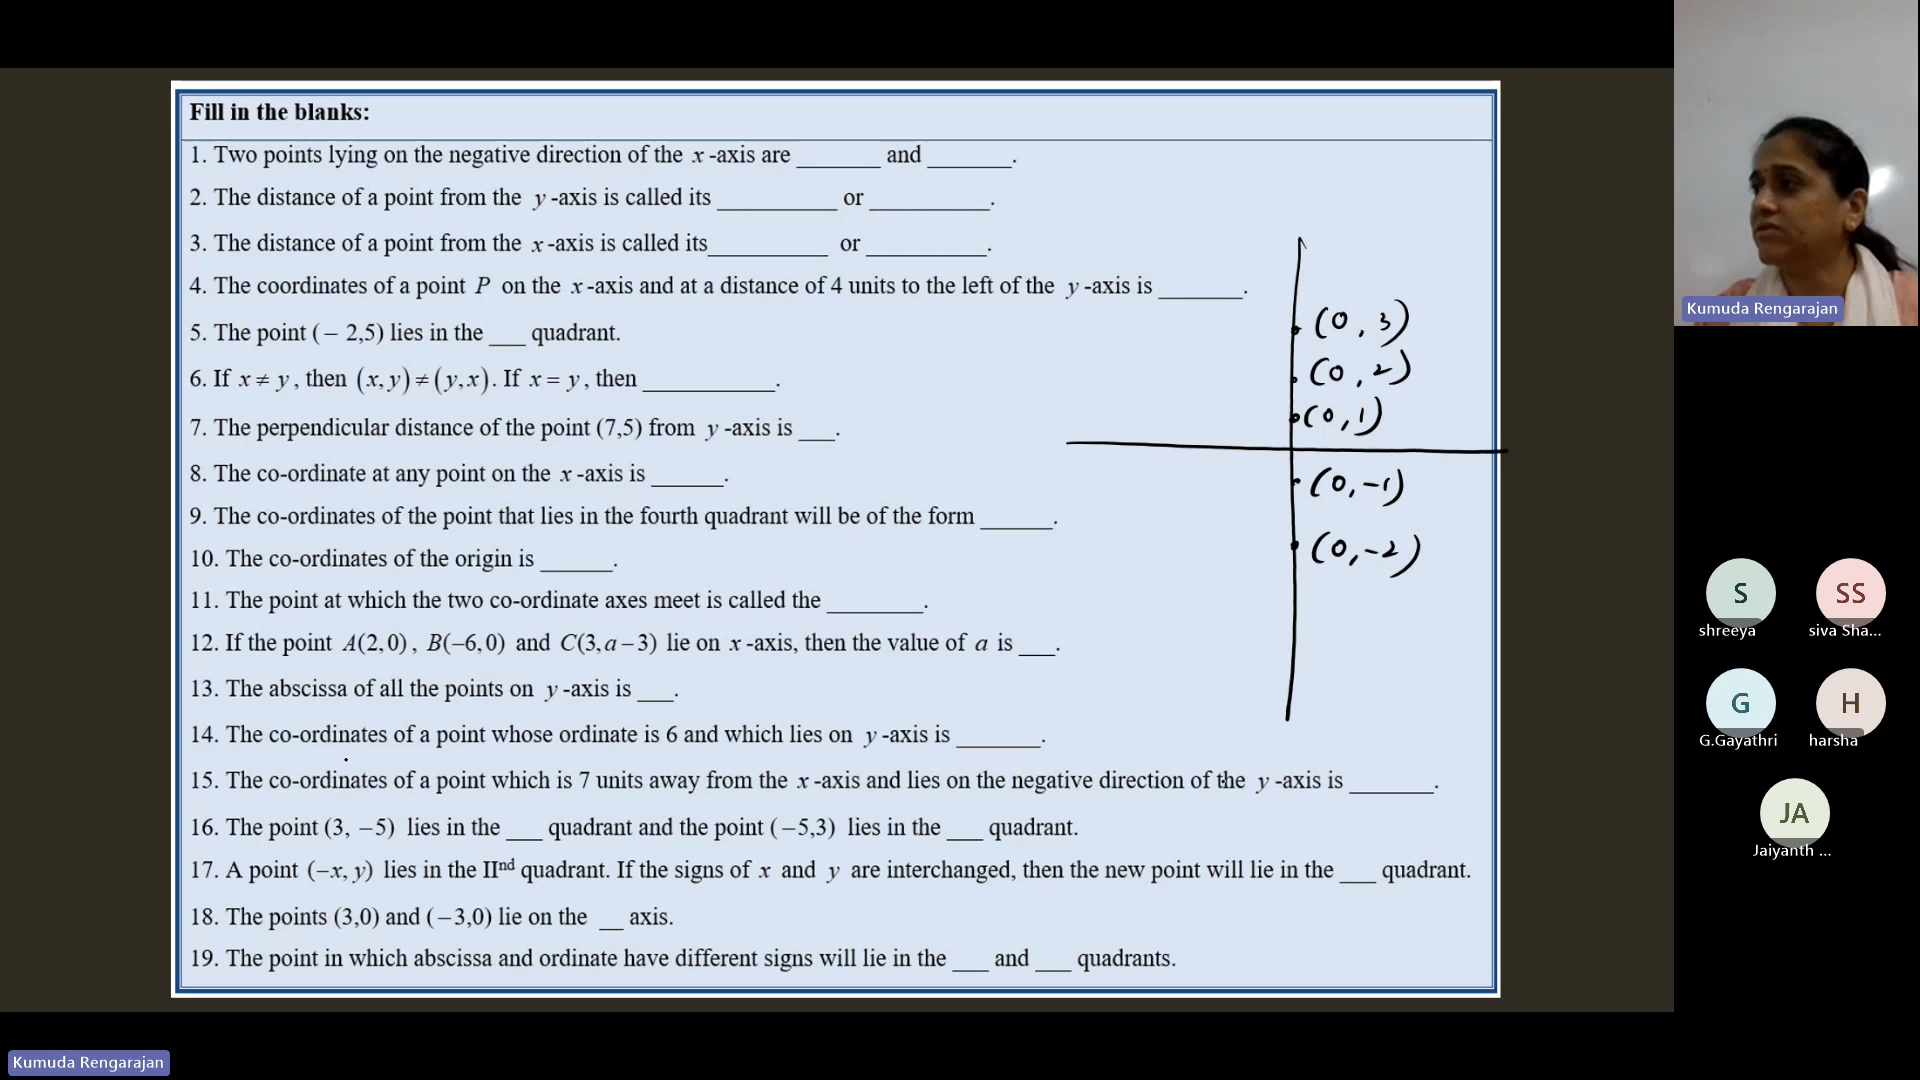 Fill in the blanks:
1. Two points lying on the negative direction of the x-axis are _______ and _______.
2. The distance of a point from the y-axis is called its __________ or __________.
3. The distance of a point from the x-axis is called its__________ or __________.
4. The coordinates of a point P on the x-axis and at a distance of 4 units to the left of the y-axis is _______.
5. The point (− 2,5) lies in the ___ quadrant.
6. If x ≠ y, then (x, y) ≠ (y, x). If x = y, then ___________.
7. The perpendicular distance of the point (7,5) from y-axis is ___.
8. The co-ordinate at any point on the x-axis is ______.
9. The co-ordinates of the point that lies in the fourth quadrant will be of the form ______.
10. The co-ordinates of the origin is ______.
11. The point at which the two co-ordinate axes meet is called the ________.
12. If the point A(2,0), B(−6,0) and C(3, a−3) lie on x-axis, then the value of a is ___.
13. The abscissa of all the points on y-axis is ___.
14. The co-ordinates of a point whose ordinate is 6 and which lies on y-axis is _______.
15. The co-ordinates of a point which is 7 units away from the x-axis and lies on the negative direction of the y-axis is _______.
16. The point (3, −5) lies in the ___ quadrant and the point (−5,3) lies in the ___ quadrant.
17. A point (−x, y) lies in the IInd quadrant. If the signs of x and y are interchanged, then the new point will lie in the ___ quadrant.
18. The points (3,0) and (−3,0) lie on the __ axis.
19. The point in which abscissa and ordinate have different signs will lie in the ___ and ___ quadrants.
(0, 3)
(0, 2)
(0, 1)
(0, -1)
(0, -2)
Kumuda Rengarajan
S SS
shreeya siva Sha...
G H
G.Gayathri harsha
JA
Jaiyanth ...
Kumuda Rengarajan